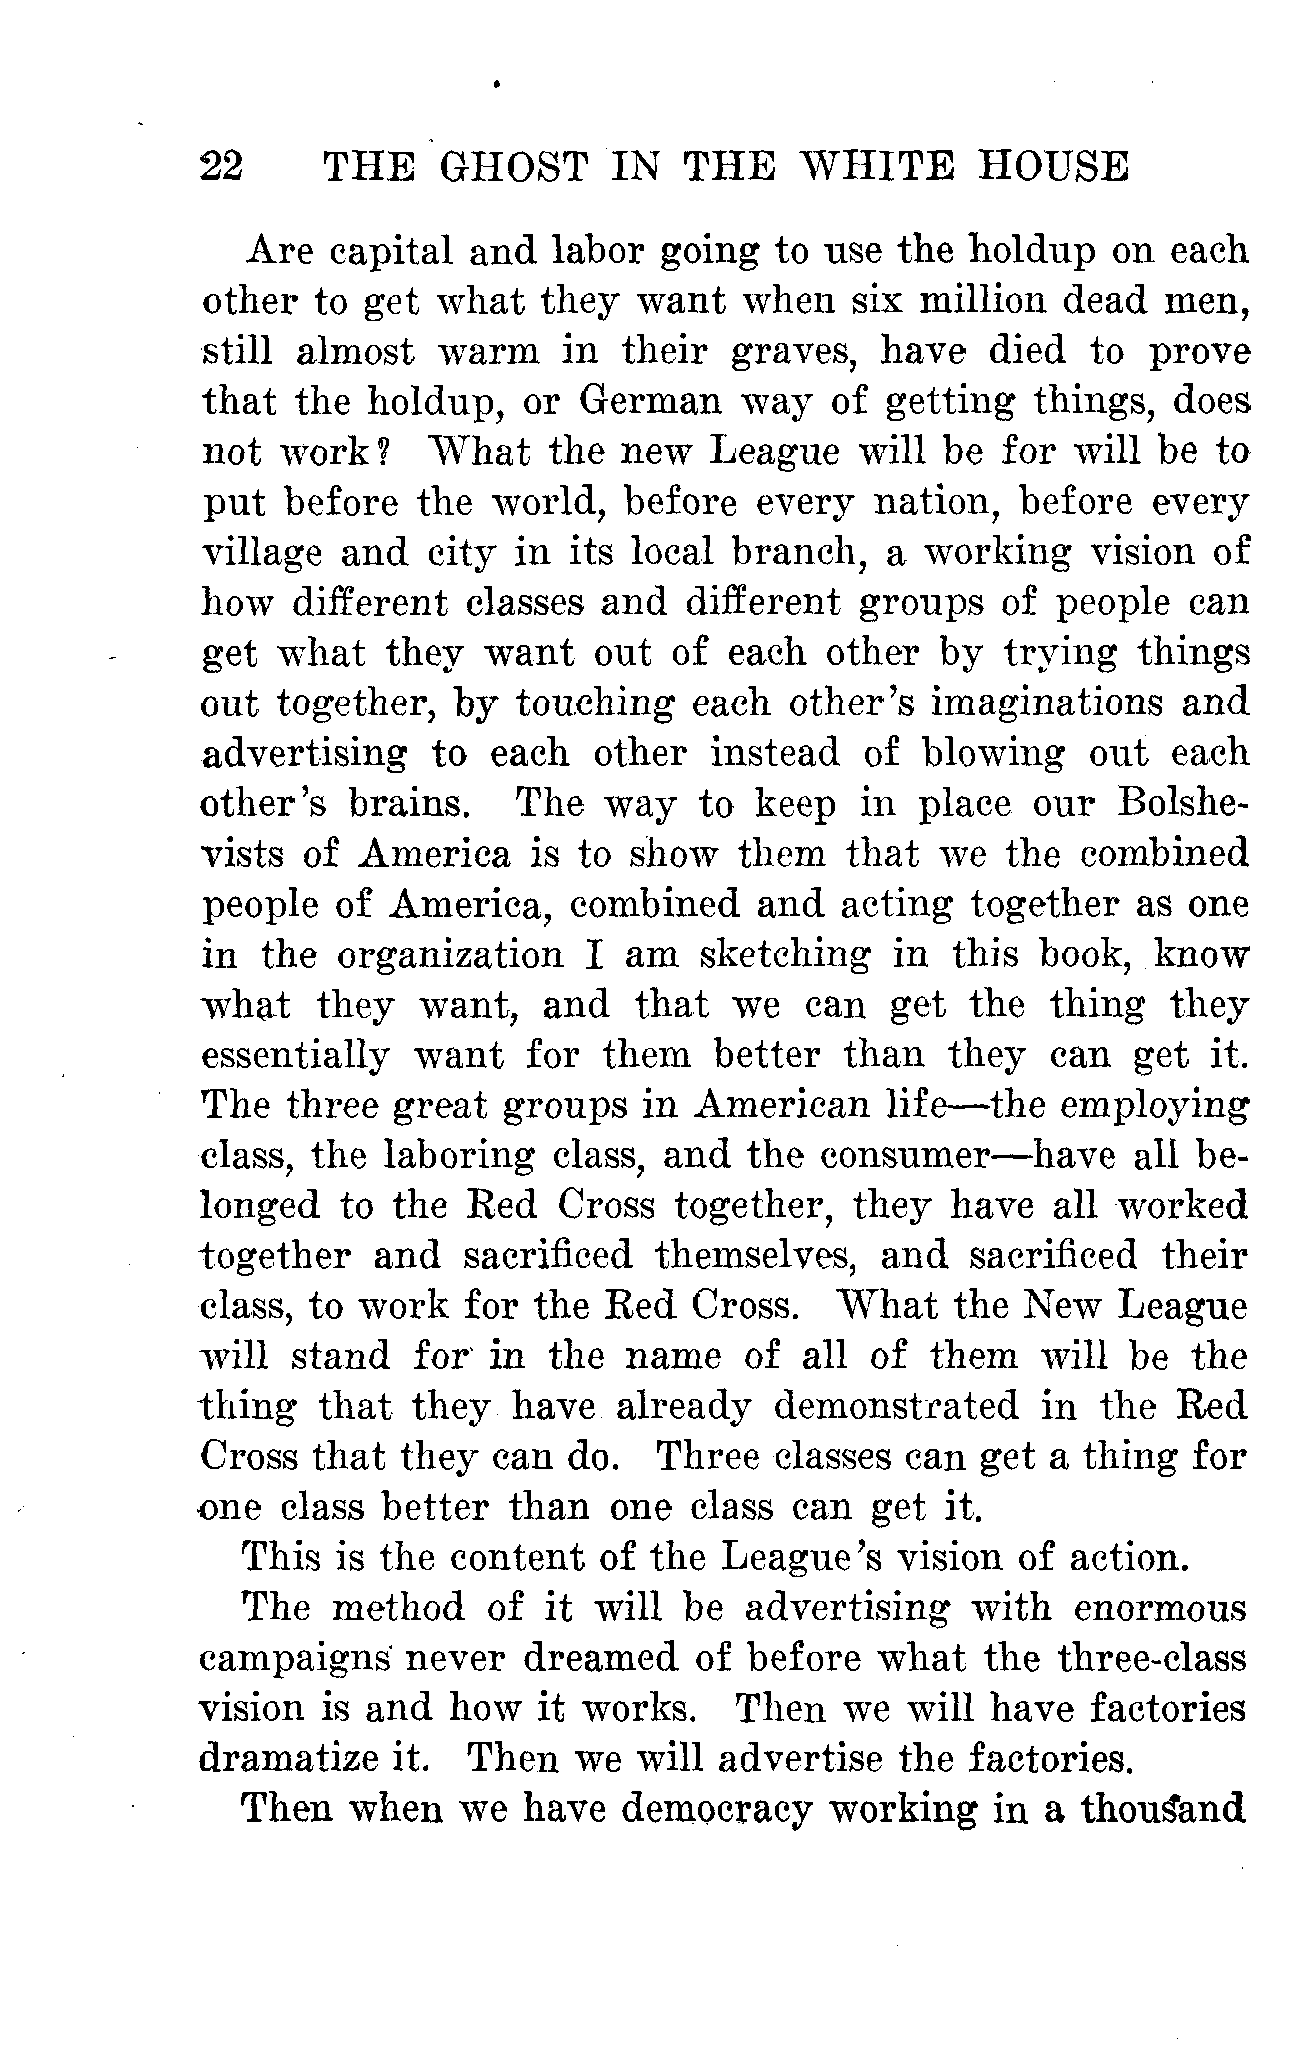 22 THE GHOST IN THE WHITE HOUSE
Are capital and labor going to use the holdup on each
other to get what they want when six million dead men,
still almost warm in their graves, have died to prove
that the holdup, or German way of getting things, does
not work? What the new League will be for will be to
put before the world, before every nation, before every
village and city in its local branch, a working vision of
how different classes and different groups of people can
get what they want out of each other by trying things
out together, by touching each other's imaginations and
advertising to each other instead of blowing out each
other's brains. The way to keep in place our Bolshe-
vists of America is to show them that we the combined
people of America, combined and acting together as one
in the organization I am sketching in this book, know
what they want, and that we can get the thing they
essentially want for them better than they can get it.
The three great groups in American life—the employing
class, the laboring class, and the consumer—have all be-
longed to the Red Cross together, they have all worked
together and sacrificed themselves, and sacrificed their
class, to work for the Red Cross. What the New League
will stand for in the name of all of them will be the
thing that they have already demonstrated in the Red
Cross that they can do. Three classes can get a thing for
one class better than one class can get it.
This is the content of the League's vision of action.
The method of it will be advertising with enormous
campaigns never dreamed of before what the three-class
vision is and how it works. Then we will have factories
dramatize it. Then we will advertise the factories.
Then when we have democracy working in a thousand